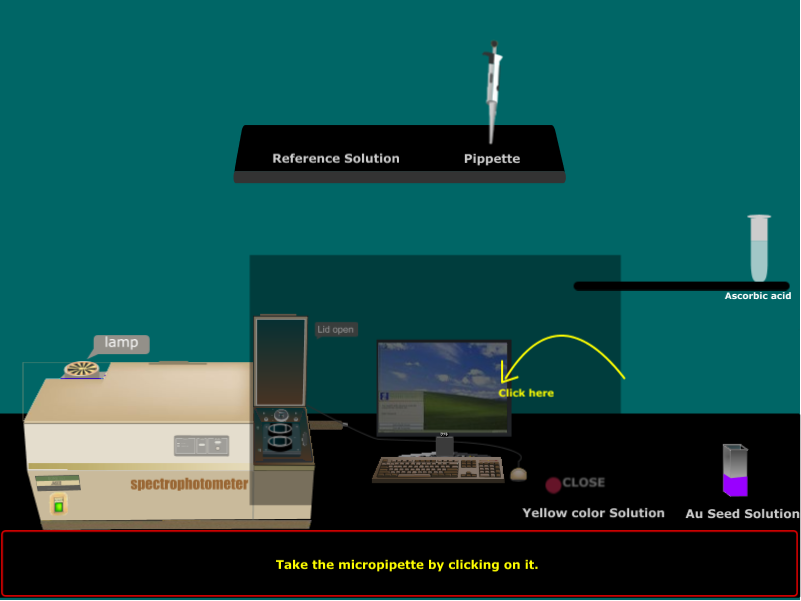 Reference Solution
Pippette
Ascorbic acid
Lid open
lamp
Click here
spectrophotometer
CLOSE
Yellow color Solution
Au Seed Solution
Take the micropipette by clicking on it.